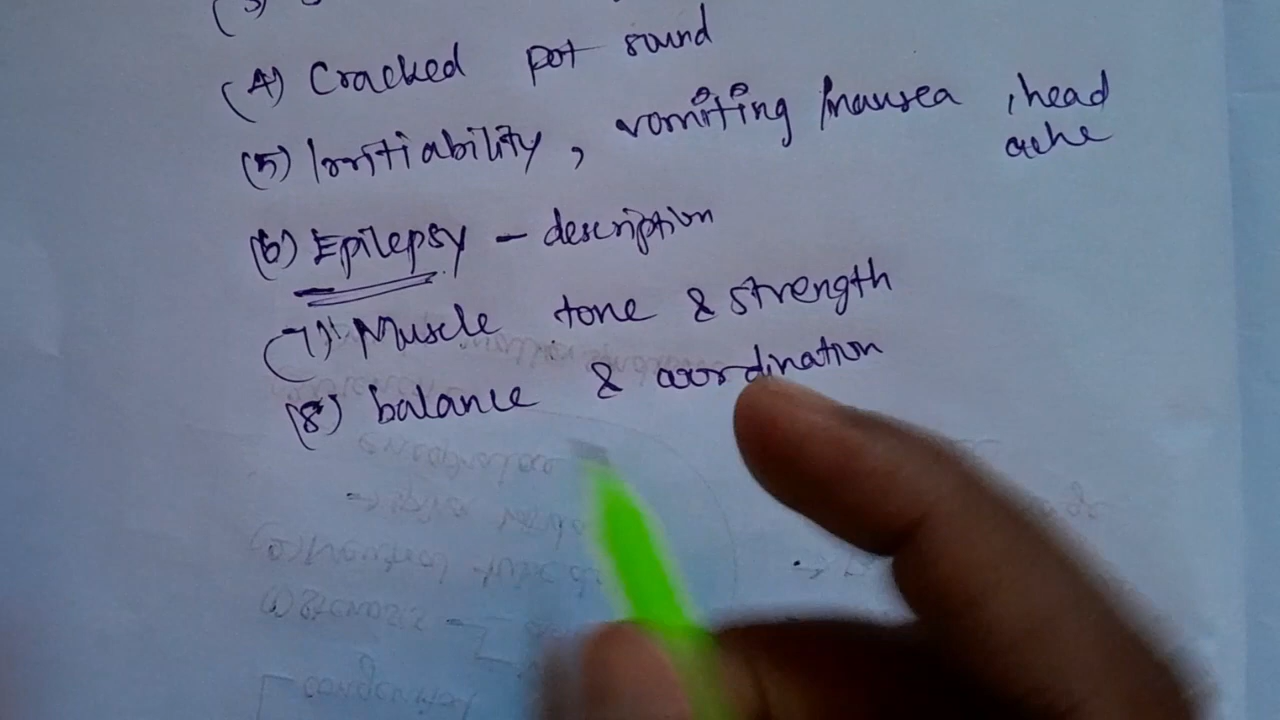 (3)
(4) Cracked pot sound
(5) Irritiability, vomiting /nausea , head
ache
(6) Epilepsy - description
(7) Muscle tone & strength
(8) balance & coordination